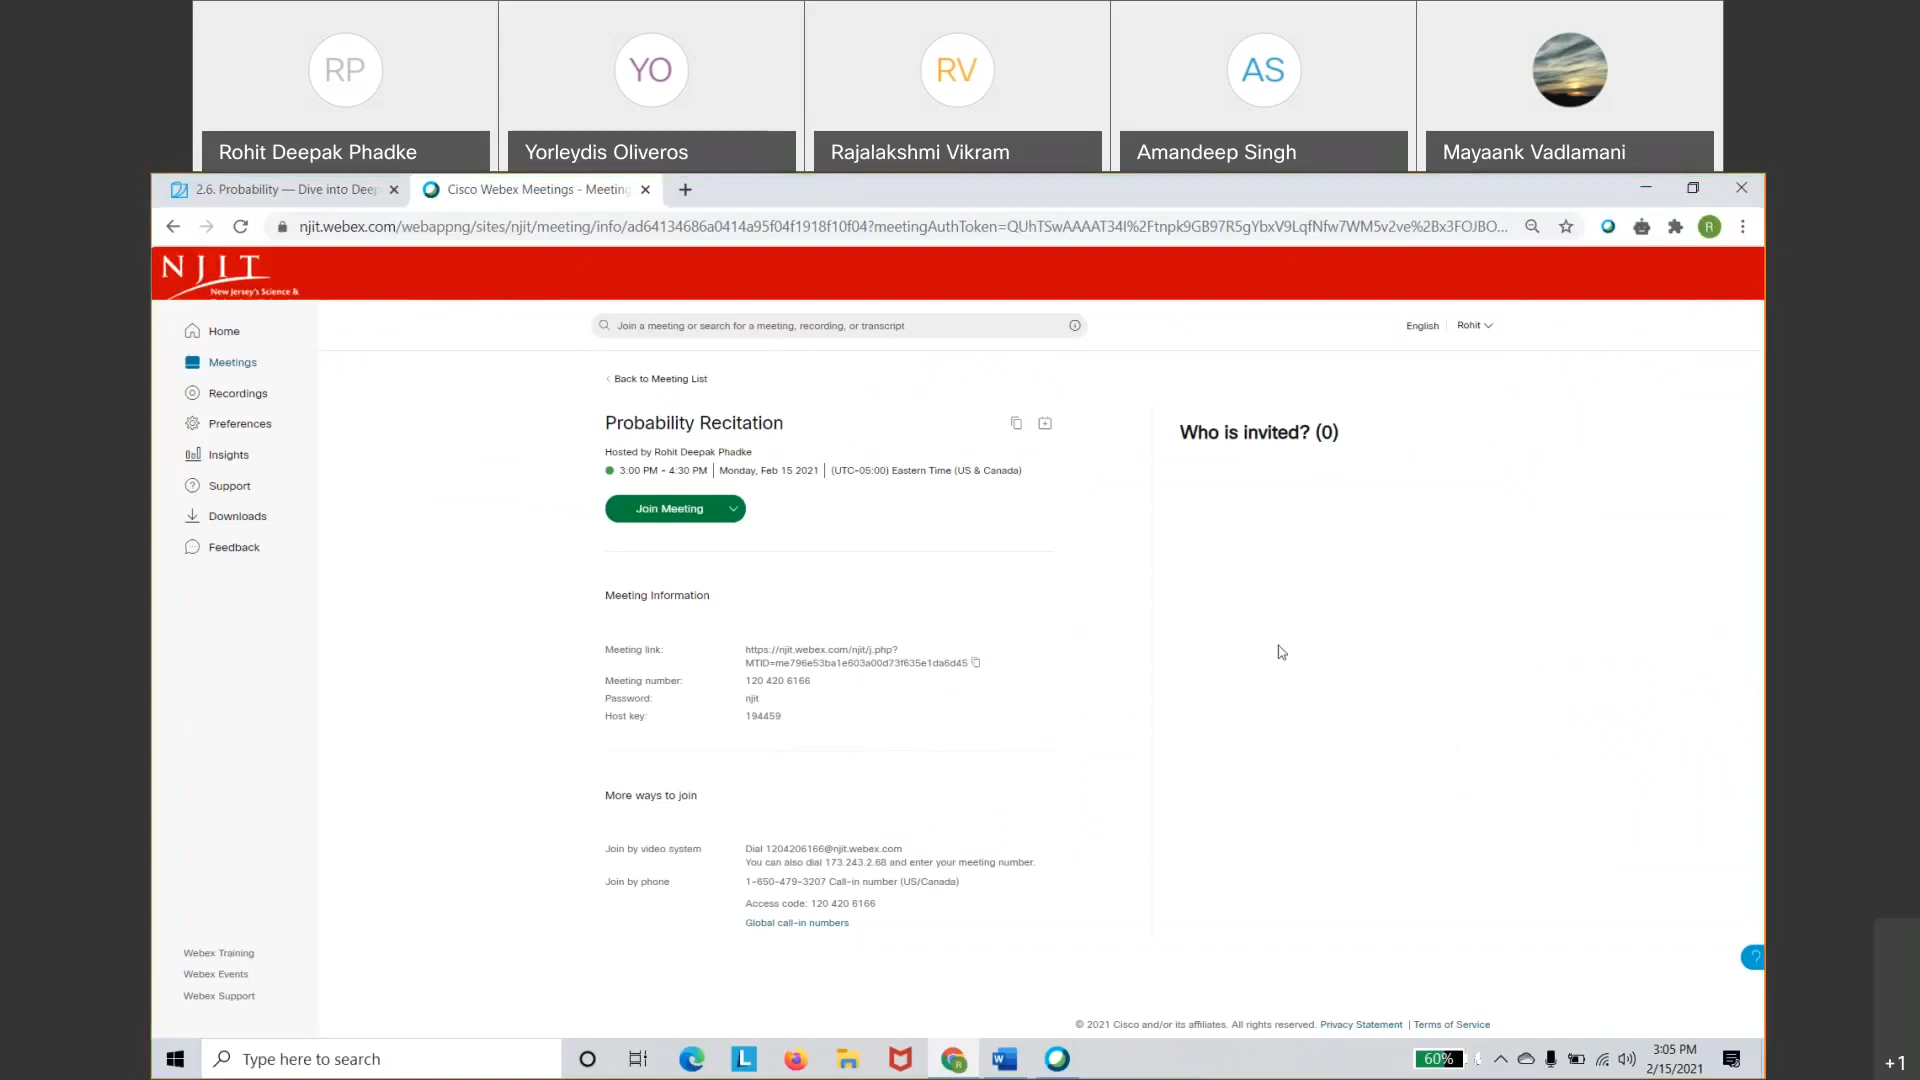 RP
YO
RV
AS
Rohit Deepak Phadke
Yorleydis Oliveros
Rajalakshmi Vikram
Amandeep Singh
Mayaank Vadlamani
2.6. Probability — Dive into Deep
Cisco Webex Meetings - Meeting
njit.webex.com/webappng/sites/njit/meeting/info/ad64134686a0414a95f04f1918f10f04?meetingAuthToken=QUhTSwAAAAT34I%2Ftnpk9GB97R5gYbxV9LqfNfw7WM5v2ve%2Bx3FOJBO...
R
NJIT
New Jersey's Science &
Home
Meetings
Recordings
Preferences
Insights
Support
Downloads
Feedback
Webex Training
Webex Events
Webex Support
Join a meeting or search for a meeting, recording, or transcript
English
Rohit
Back to Meeting List
Probability Recitation
Hosted by Rohit Deepak Phadke
3:00 PM - 4:30 PM | Monday, Feb 15 2021 | (UTC-05:00) Eastern Time (US & Canada)
Join Meeting
Who is invited? (0)
Meeting Information
Meeting link: https://njit.webex.com/njit/j.php?
MTID=me796e53ba1e603a00d73f635e1da6d45
Meeting number: 120 420 6166
Password: njit
Host key: 194459
More ways to join
Join by video system Dial 1204206166@njit.webex.com
You can also dial 173.243.2.68 and enter your meeting number.
Join by phone 1-650-479-3207 Call-in number (US/Canada)
Access code: 120 420 6166
Global call-in numbers
© 2021 Cisco and/or its affiliates. All rights reserved. Privacy Statement | Terms of Service
Type here to search
60%
3:05 PM
2/15/2021
+1